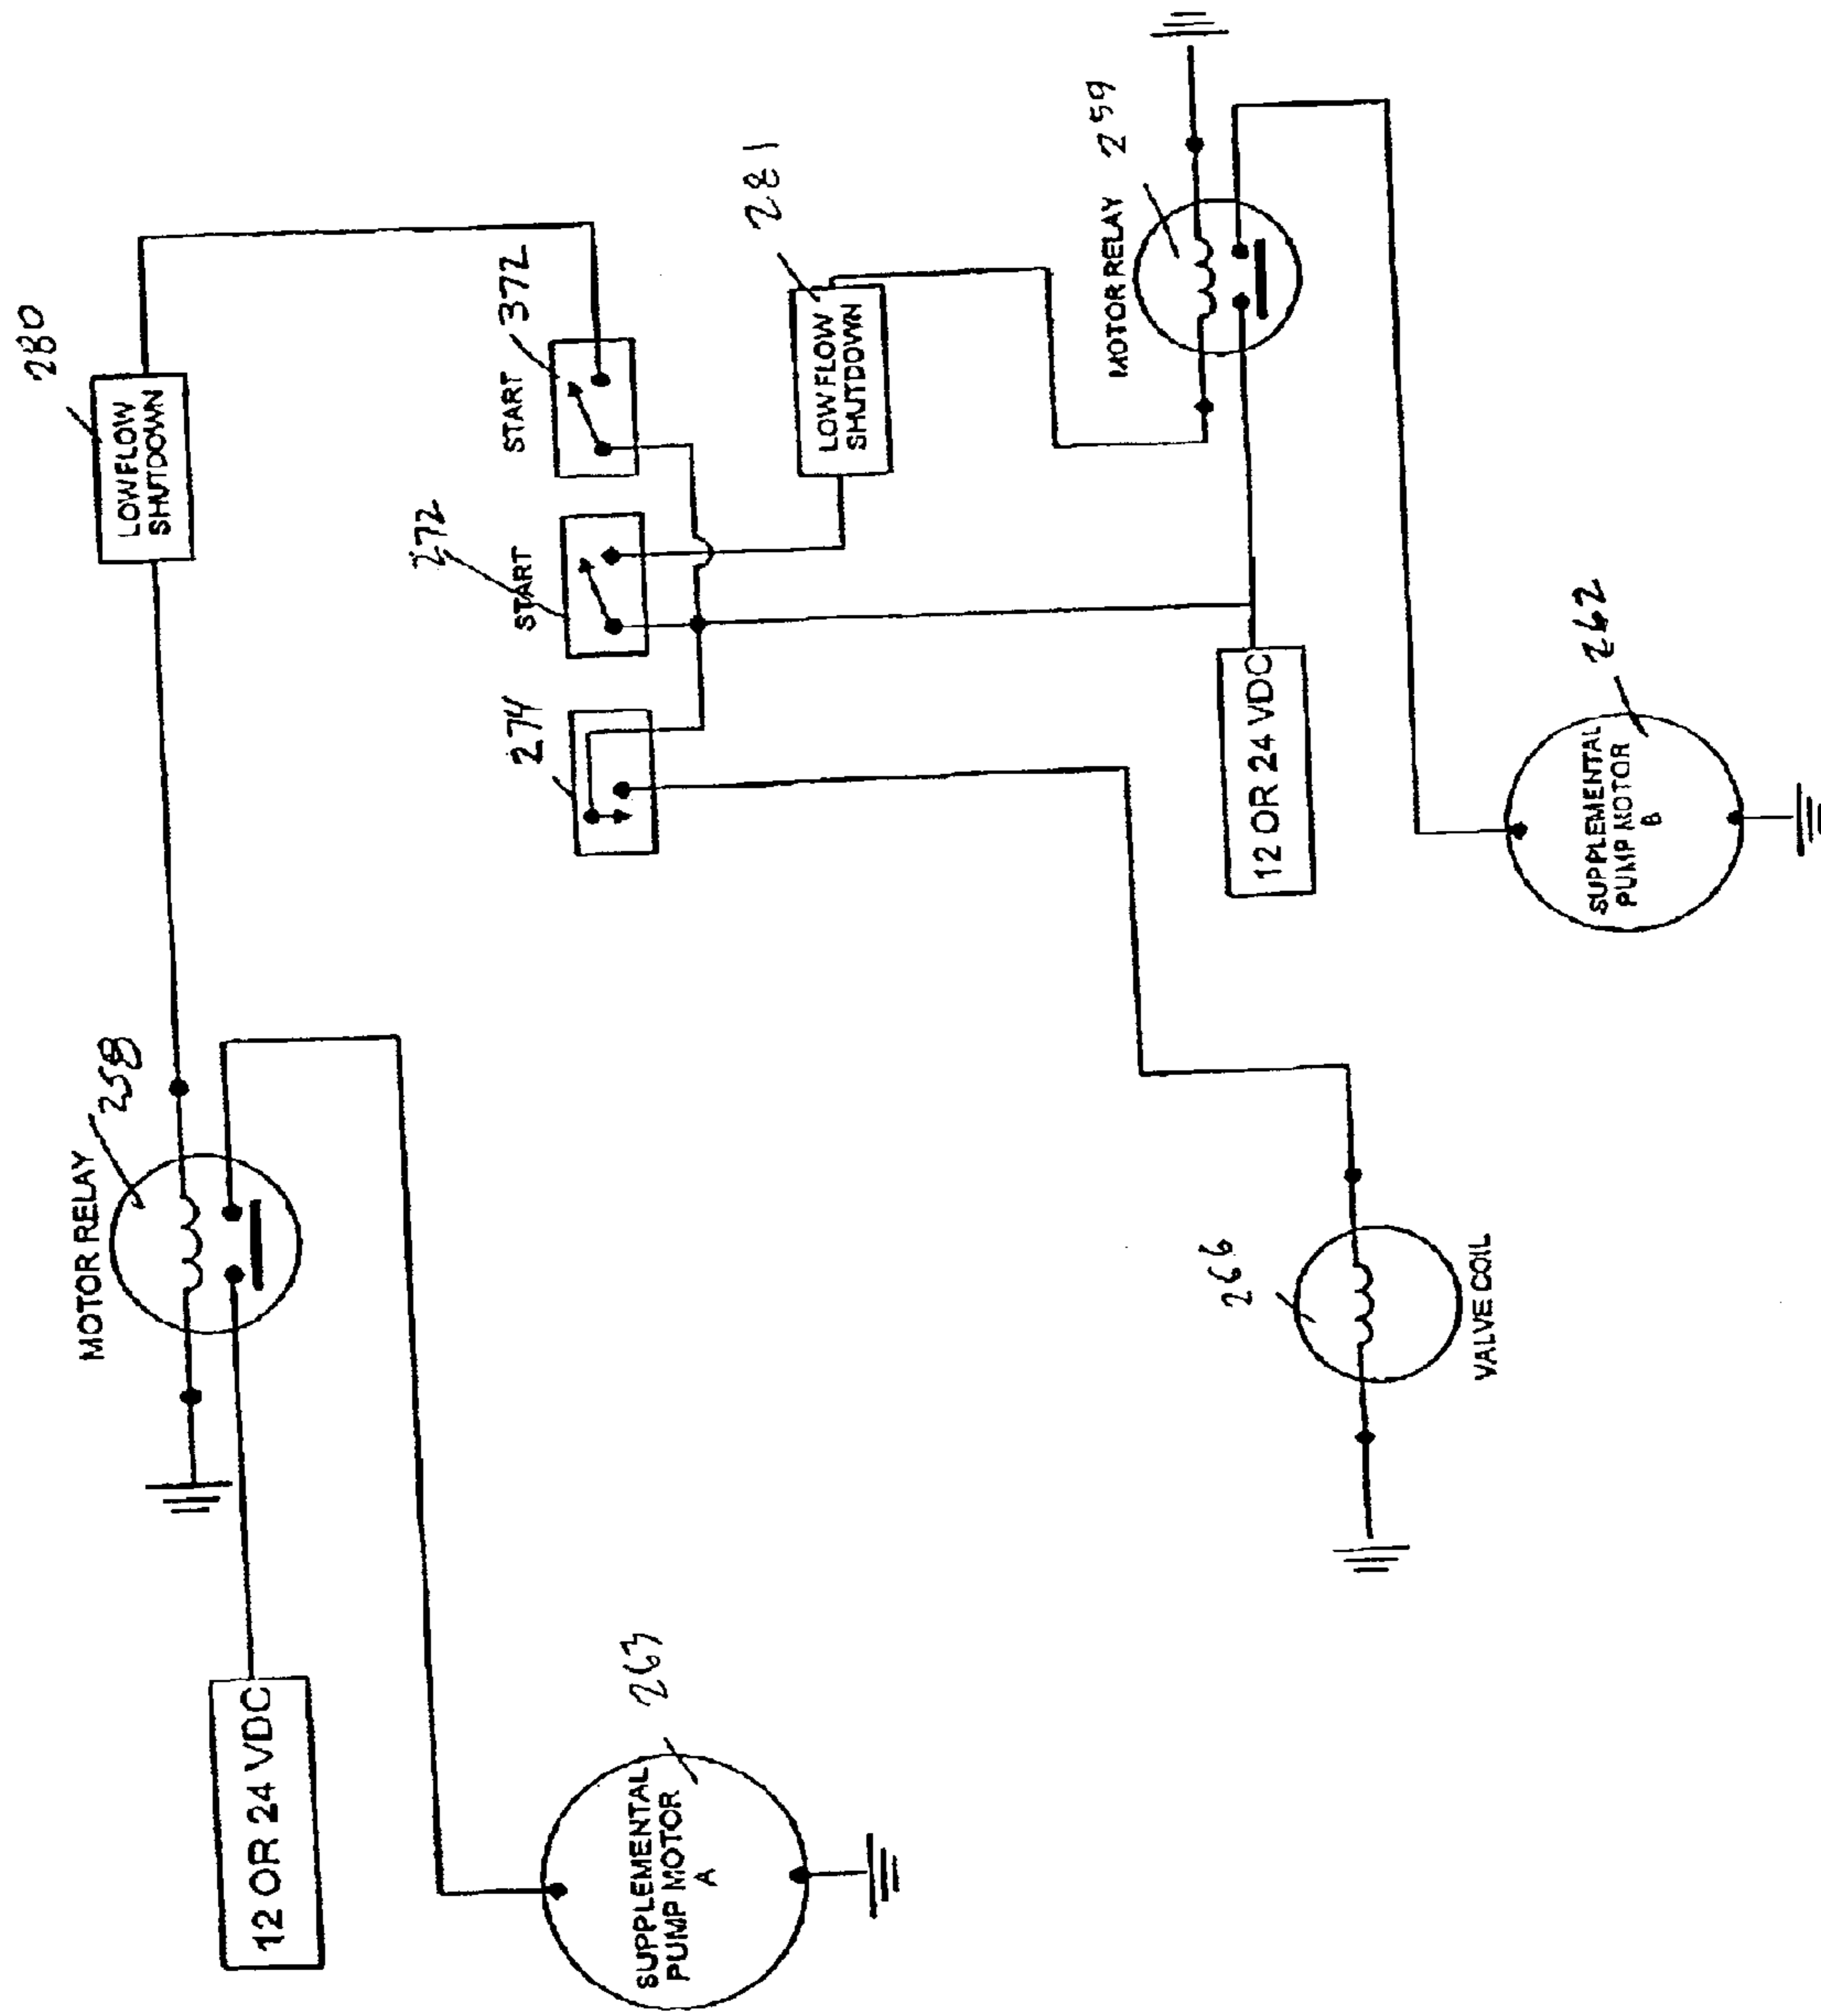 12 OR 24 VDC
MOTOR RELAY
258
LOW FLOW
SHUTDOWN
280
SUPPLEMENTAL
PUMP MOTOR
A
263
274
START
272
START
372
LOW FLOW
SHUTDOWN
281
266
VALVE COIL
12 OR 24 VDC
MOTOR RELAY
259
SUPPLEMENTAL
PUMP MOTOR
B
262